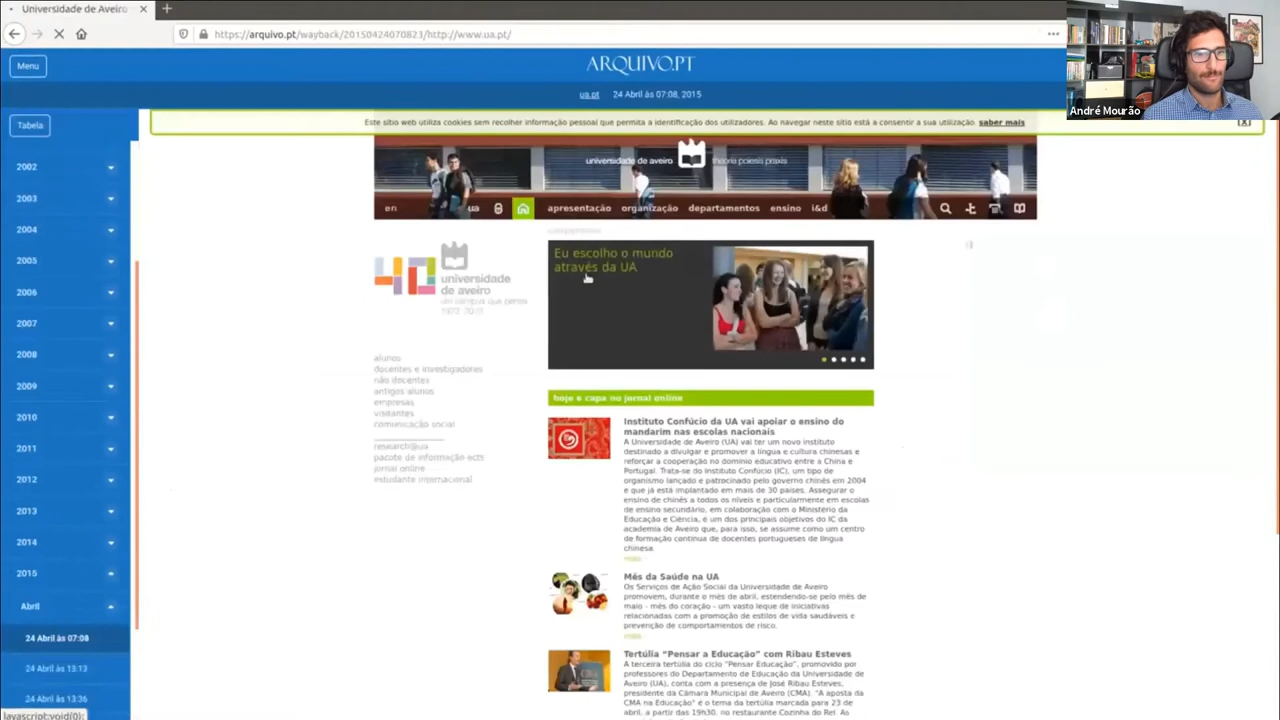 Universidade de Aveiro
https://arquivo.pt/wayback/20150424070823/http://www.ua.pt/
Menu
ARQUIVO.PT
ua.pt 24 Abril às 07:08, 2015
André Mourão
Tabela
2002
2003
2004
2005
2006
2007
2008
2009
2010
2011
2012
2013
2014
2015
Abril
24 Abril às 07:08
24 Abril às 13:13
24 Abril às 13:36
javascript:void(0);
Este sítio web utiliza cookies sem recolher informação pessoal que permita a identificação dos utilizadores. Ao navegar neste sítio está a consentir a sua utilização. saber mais
[X]
universidade de aveiro theoria poiesis praxis
en ua apresentação organização departamentos ensino i&d
universidade
de aveiro
um campus que pensa
alunos
docentes e investigadores
não docentes
antigos alunos
empresas
visitantes
comunicação social
research@ua
pacote de informação ects
jornal online
estudante internacional
Eu escolho o mundo
através da UA
hoje é capa no jornal online
Instituto Confúcio da UA vai apoiar o ensino do
mandarim nas escolas nacionais
A Universidade de Aveiro (UA) vai ter um novo instituto
destinado a divulgar e promover a língua e cultura chinesas e
reforçar a cooperação no domínio educativo entre a China e
Portugal. Trata-se do Instituto Confúcio (IC), um tipo de
organismo lançado e patrocinado pelo governo chinês em 2004
e que já está implantado em mais de 30 países. Assegurar o
ensino de chinês a todos os níveis e particularmente em escolas
de ensino secundário, em colaboração com o Ministério da
Educação e Ciência, é um dos principais objetivos do IC da
academia de Aveiro que, para isso, se assume como um centro
de formação contínua de docentes portugueses de língua
chinesa.
mais
Mês da Saúde na UA
Os Serviços de Ação Social da Universidade de Aveiro
promovem, durante o mês de abril, estendendo-se pelo mês de
maio - mês do coração - um vasto leque de iniciativas
relacionadas com a promoção de estilos de vida saudáveis e
prevenção de comportamentos de risco.
mais
Tertúlia “Pensar a Educação” com Ribau Esteves
A terceira tertúlia do ciclo "Pensar Educação", promovido por
professores do Departamento de Educação da Universidade de
Aveiro (UA), conta com a presença de José Ribau Esteves,
presidente da Câmara Municipal de Aveiro (CMA). "A aposta da
CMA na Educação" é o tema da tertúlia marcada para 23 de
abril, a partir das 19h30, no restaurante Cozinha do Rei. As